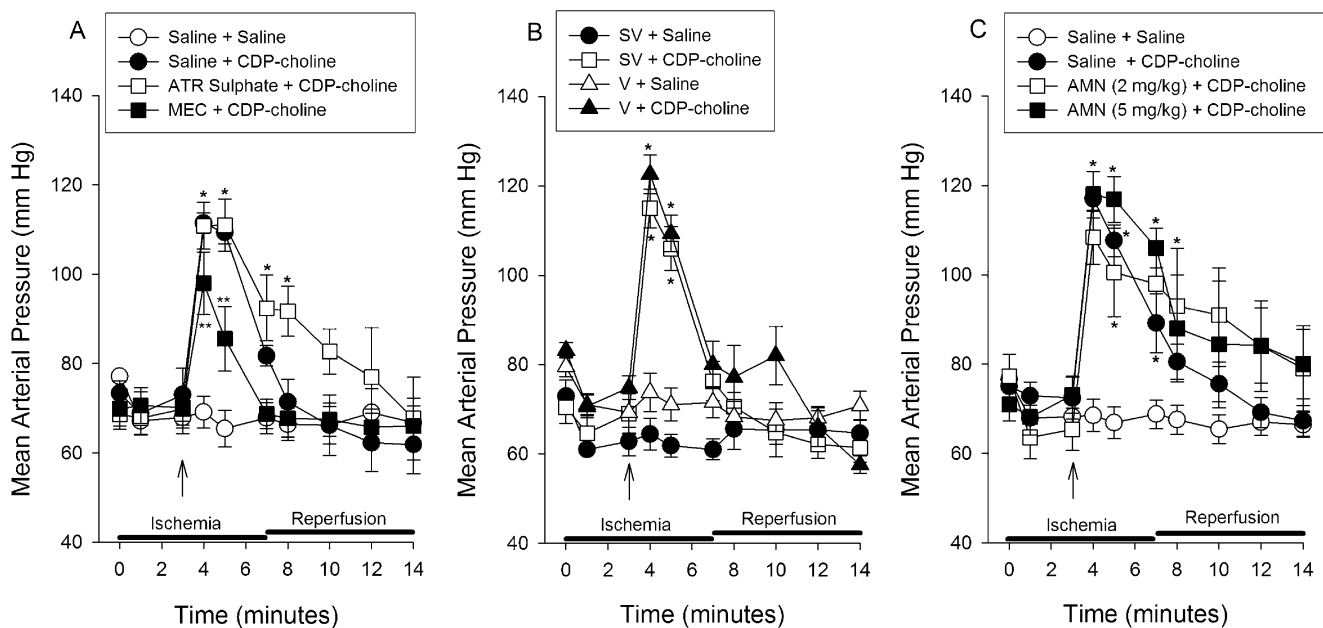 A
Saline + Saline
Saline + CDP-choline
ATR Sulphate + CDP-choline
MEC + CDP-choline
Mean Arterial Pressure (mm Hg)
140
120
100
80
60
40
* *
* *
**
**
Ischemia
Reperfusion
0 2 4 6 8 10 12 14
Time (minutes)
B
SV + Saline
SV + CDP-choline
V + Saline
V + CDP-choline
Mean Arterial Pressure (mm Hg)
140
120
100
80
60
40
*
*
*
*
Ischemia
Reperfusion
0 2 4 6 8 10 12 14
Time (minutes)
C
Saline + Saline
Saline + CDP-choline
AMN (2 mg/kg) + CDP-choline
AMN (5 mg/kg) + CDP-choline
Mean Arterial Pressure (mm Hg)
140
120
100
80
60
40
* *
*
* *
*
*
Ischemia
Reperfusion
0 2 4 6 8 10 12 14
Time (minutes)